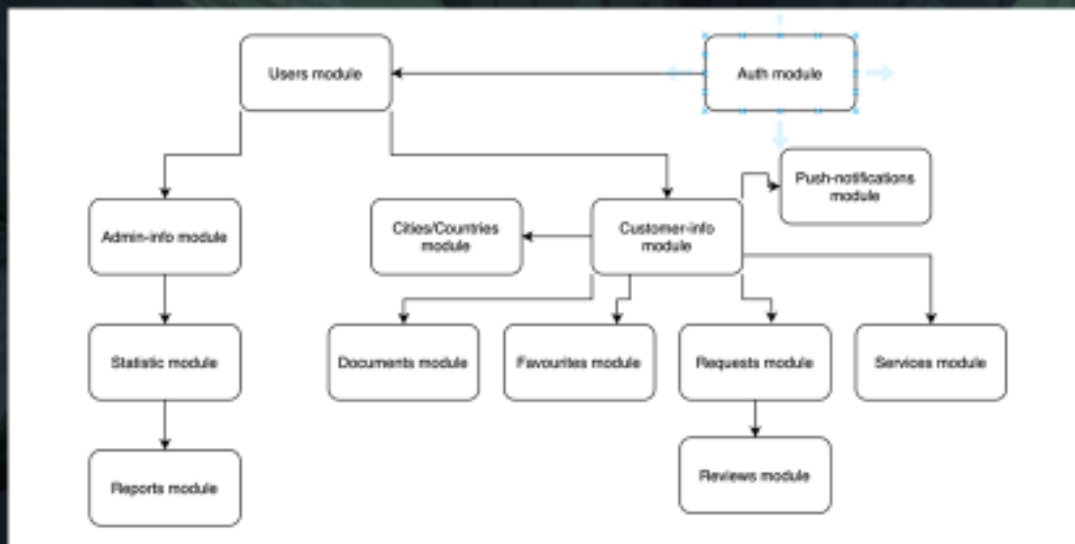 Users module
Auth module
Push-notifications
module
Admin-info module
Cities/Countries
module
Customer-info
module
Statistic module
Documents module
Favourites module
Requests module
Services module
Reports module
Reviews module